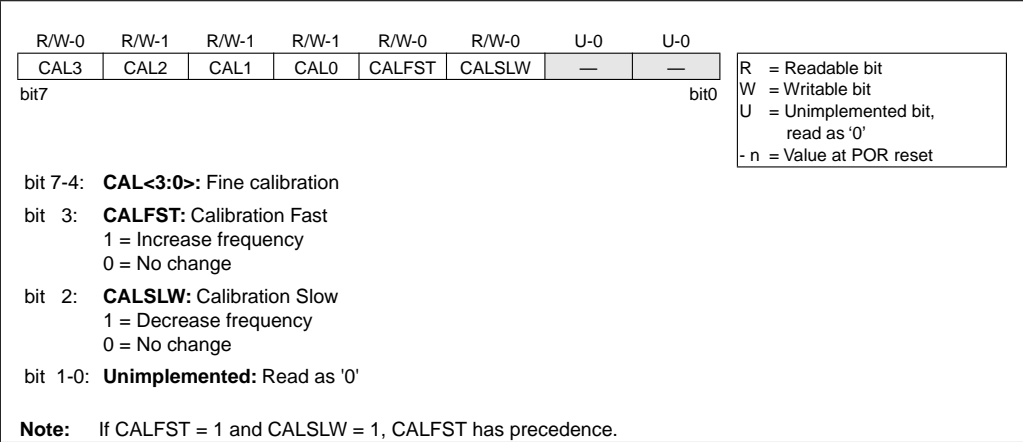 R/W-0 R/W-1 R/W-1 R/W-1 R/W-0 R/W-0 U-0 U-0
CAL3 CAL2 CAL1 CAL0 CALFST CALSLW — —
bit7 bit0
R = Readable bit
W = Writable bit
U = Unimplemented bit,
read as ‘0’
- n = Value at POR reset
bit 7-4: CAL<3:0>: Fine calibration
bit 3: CALFST: Calibration Fast
1 = Increase frequency
0 = No change
bit 2: CALSLW: Calibration Slow
1 = Decrease frequency
0 = No change
bit 1-0: Unimplemented: Read as '0'
Note: If CALFST = 1 and CALSLW = 1, CALFST has precedence.